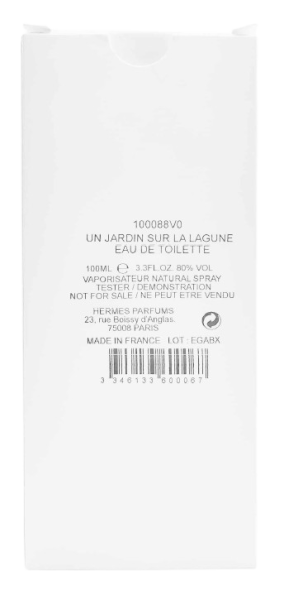 100088V0
UN JARDIN SUR LA LAGUNE
EAU DE TOILETTE
100ML ℮ 3.3FL.OZ. 80% VOL
VAPORISATEUR NATURAL SPRAY
TESTER / DEMONSTRATION
NOT FOR SALE / NE PEUT ETRE VENDU
HERMES PARFUMS
23, rue Boissy d'Anglas.
75008 PARIS
MADE IN FRANCE LOT: EGABX
3 346133 600067